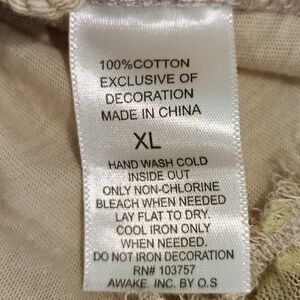 100%COTTON
EXCLUSIVE OF
DECORATION
MADE IN CHINA
XL
HAND WASH COLD
INSIDE OUT
ONLY NON-CHLORINE
BLEACH WHEN NEEDED
LAY FLAT TO DRY.
COOL IRON ONLY
WHEN NEEDED.
DO NOT IRON DECORATION
RN# 103757
AWAKE, INC. BY O.S